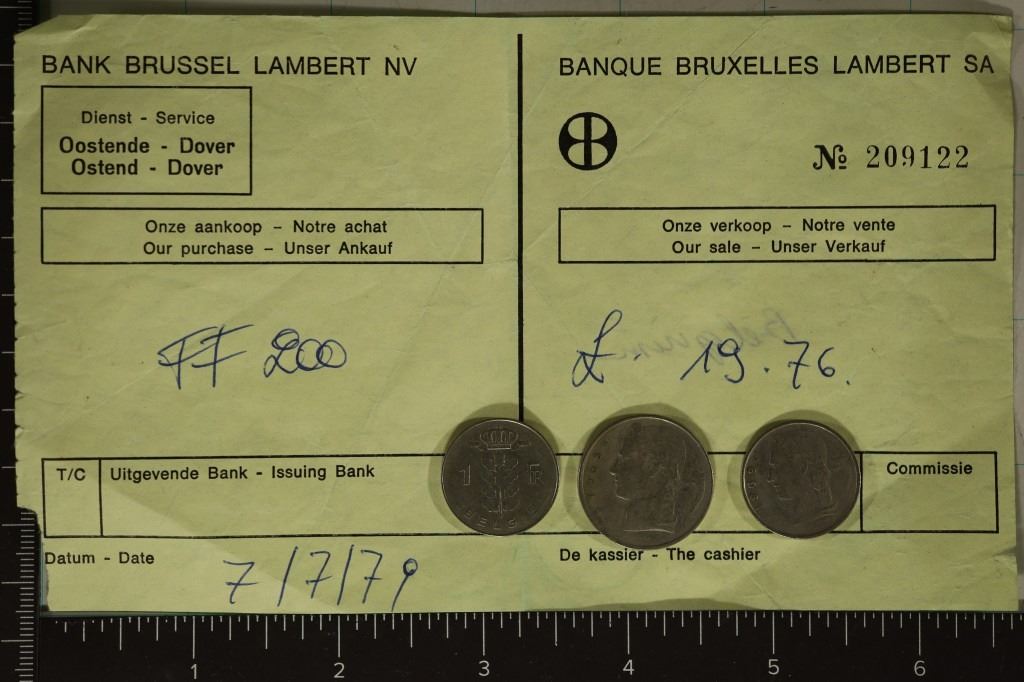 BANK BRUSSEL LAMBERT NV
Dienst - Service
Oostende - Dover
Ostend - Dover
Onze aankoop – Notre achat
Our purchase – Unser Ankauf
FF 200
BANQUE BRUXELLES LAMBERT SA
№ 209122
Onze verkoop – Notre vente
Our sale – Unser Verkauf
Belgium
£ - 19.76.
T/C
Uitgevende Bank - Issuing Bank
1 F
BELGIE
Commissie
Datum - Date
7/7/79
De kassier - The cashier
1 2 3 4 5 6